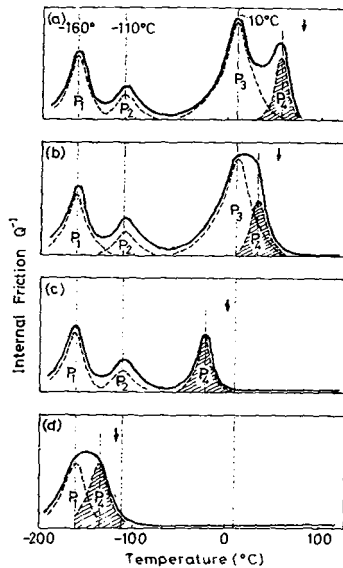 (a)
-160°
-110°C
10°C
P1
P2
P3
P4
(b)
P1
P2
P3
P4
(c)
P1
P2
P4
(d)
P1
P4
Internal Friction Q⁻¹
-200
-100
0
100
Temperature (°C)